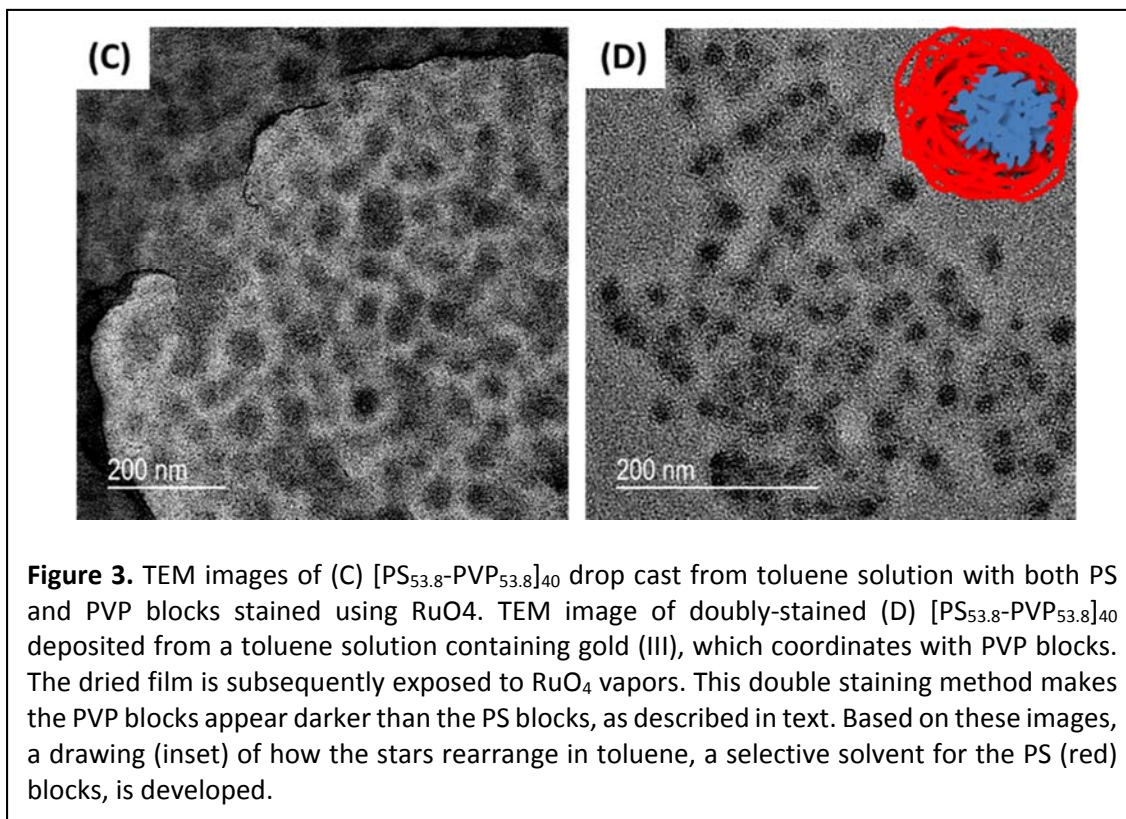 (C)
(D)
200 nm
200 nm
Figure 3. TEM images of (C) [PS53.8-PVP53.8]40 drop cast from toluene solution with both PS
and PVP blocks stained using RuO4. TEM image of doubly-stained (D) [PS53.8-PVP53.8]40
deposited from a toluene solution containing gold (III), which coordinates with PVP blocks.
The dried film is subsequently exposed to RuO4 vapors. This double staining method makes
the PVP blocks appear darker than the PS blocks, as described in text. Based on these images,
a drawing (inset) of how the stars rearrange in toluene, a selective solvent for the PS (red)
blocks, is developed.